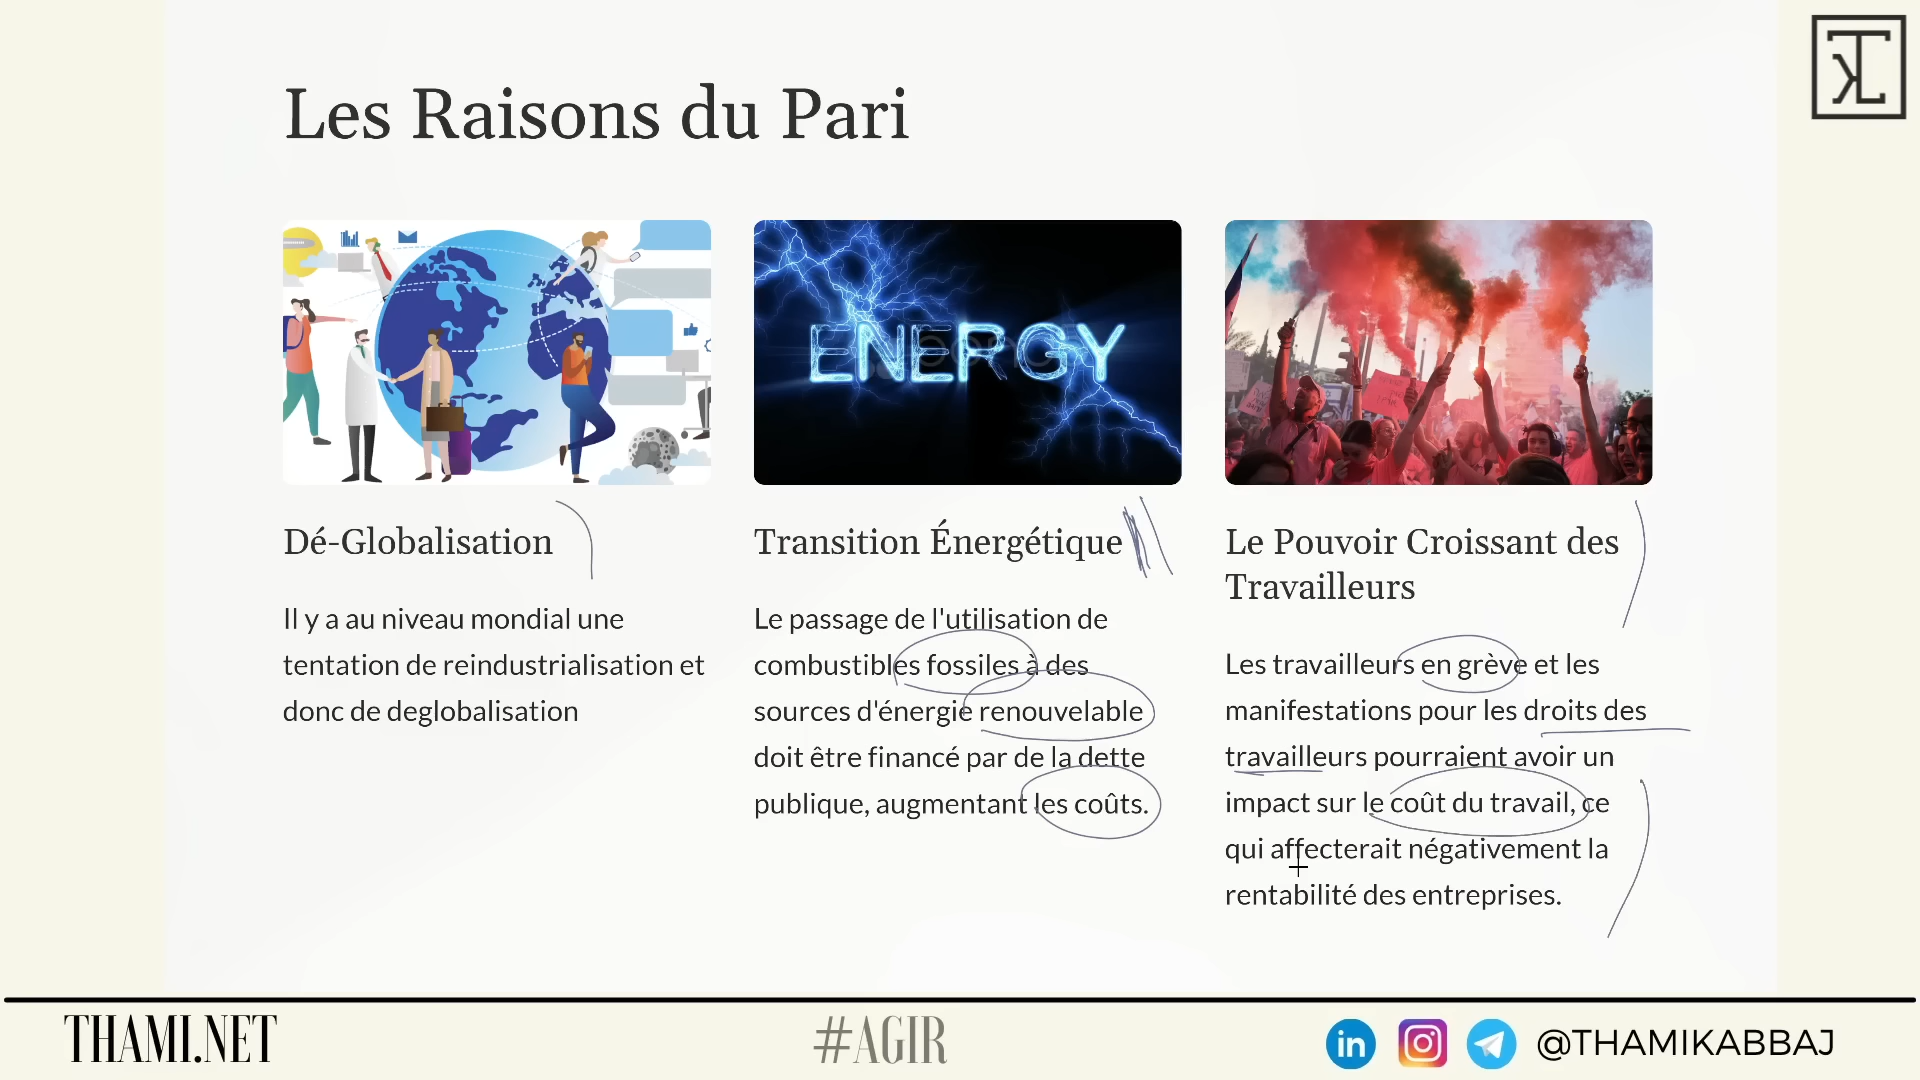 Les Raisons du Pari
ENERGY
Dé-Globalisation
Il y a au niveau mondial une
tentation de reindustrialisation et
donc de deglobalisation
Transition Énergétique
Le passage de l'utilisation de
combustibles fossiles à des
sources d'énergie renouvelable
doit être financé par de la dette
publique, augmentant les coûts.
Le Pouvoir Croissant des
Travailleurs
Les travailleurs en grève et les
manifestations pour les droits des
travailleurs pourraient avoir un
impact sur le coût du travail, ce
qui affecterait négativement la
rentabilité des entreprises.
THAMI.NET
#AGIR
in
@THAMIKABBAJ